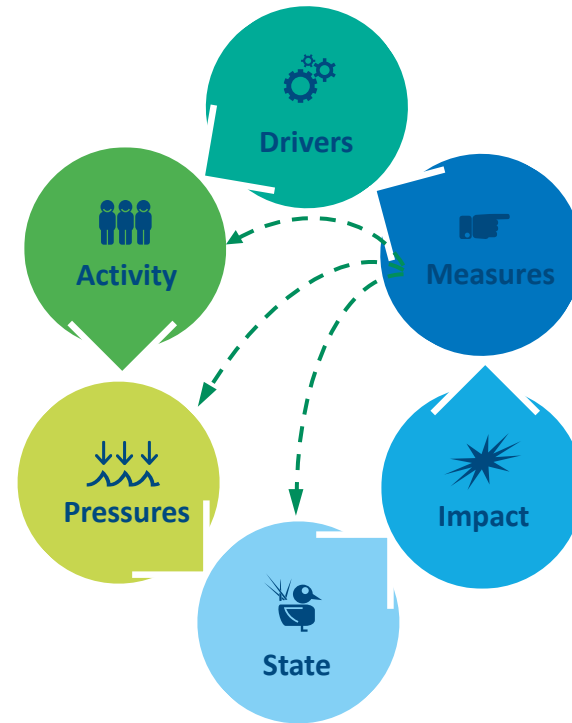 Drivers
Activity
Measures
Pressures
Impact
State